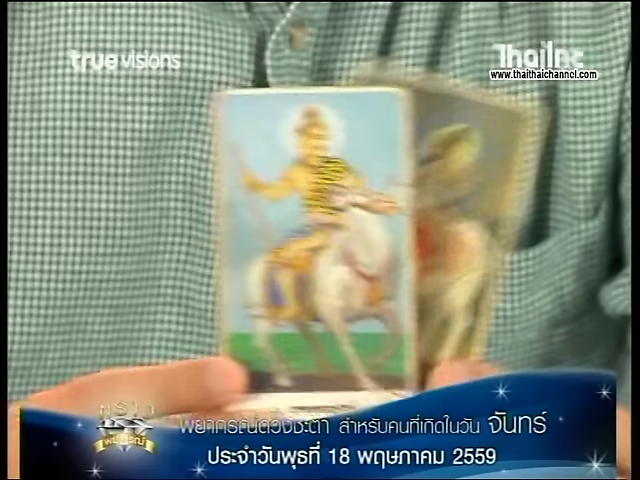 true visions
ThaiTnc
www.thaithaichannel.com
พยากรณ์ดวงชะตา สำหรับคนที่เกิดในวัน จันทร์
ประจำวันพุธที่ 18 พฤษภาคม 2559